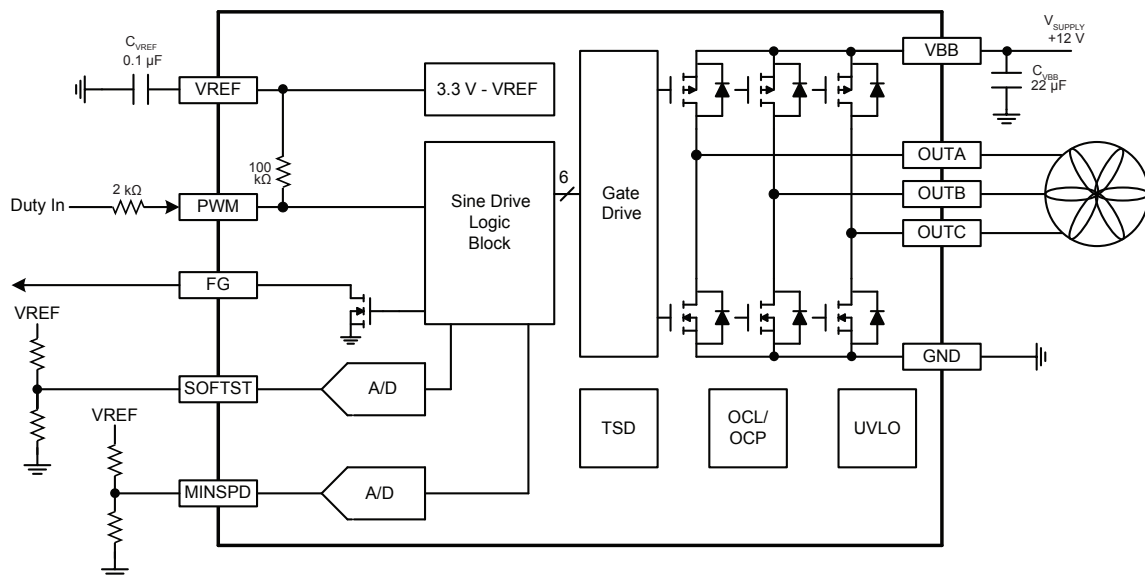 C_VREF
0.1 µF
VREF
3.3 V - VREF
100
kΩ
Duty In
2 kΩ
PWM
Sine Drive
Logic
Block
6
Gate
Drive
VBB
V_SUPPLY
+12 V
C_VBB
22 µF
OUTA
OUTB
OUTC
FG
VREF
GND
SOFTST
A/D
VREF
TSD
OCL/
OCP
UVLO
MINSPD
A/D